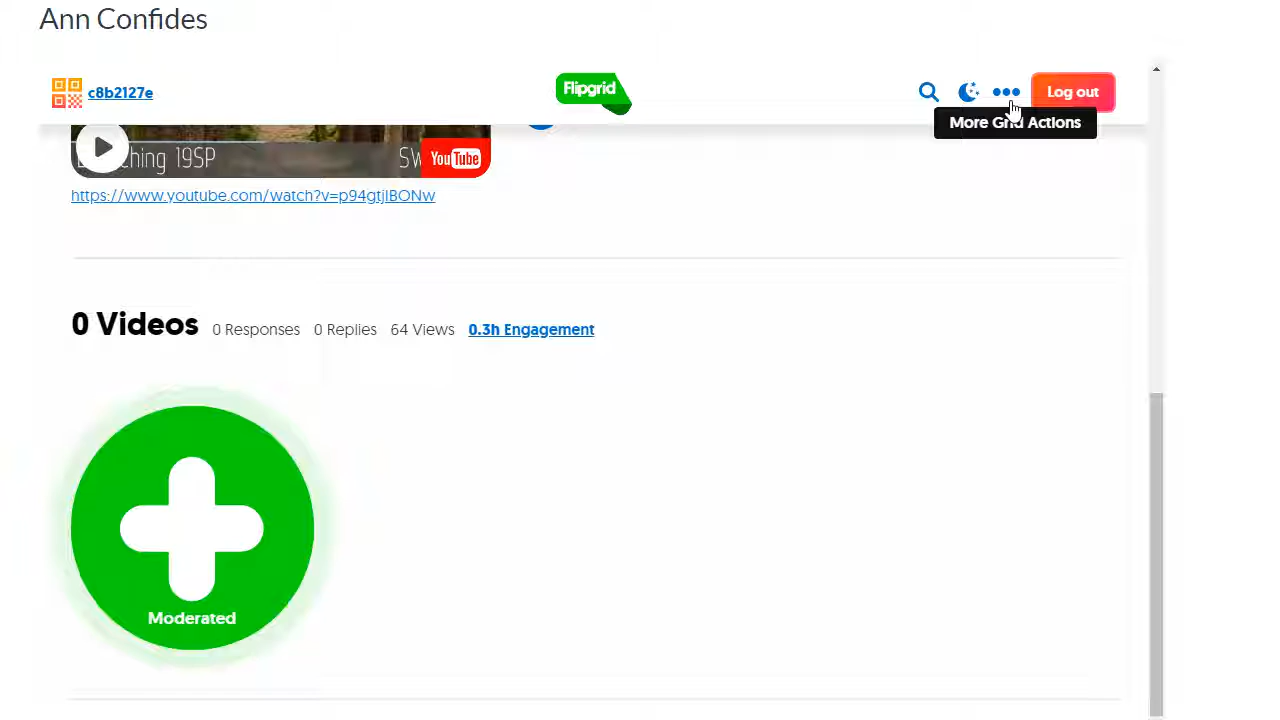 Ann Confides
c8b2127e
Flipgrid
Log out
More Grid Actions
ching 19SP
SW
YouTube
https://www.youtube.com/watch?v=p94gtjIBONw
0 Videos
0 Responses
0 Replies
64 Views
0.3h Engagement
Moderated